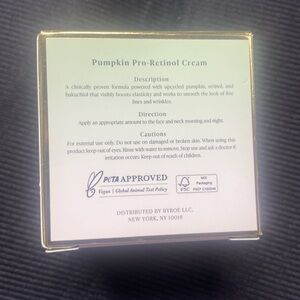 Pumpkin Pro-Retinol Cream
Description
A clinically proven formula powered with upcycled pumpkin, retinol, and
bakuchiol that visibly boosts elasticity and works to smooth the look of fine
lines and wrinkles.
Direction
Apply an appropriate amount to the face and neck morning and night.
Cautions
For external use only. Do not use on damaged or broken skin. When using this
product keep out of eyes. Rinse with water to remove. Stop use and ask a doctor if
irritation occurs. Keep out of reach of children.
PETA APPROVED
Vegan | Global Animal Test Policy
FSC
MIX
Packaging
DISTRIBUTED BY BYROE LLC,
NEW YORK, NY 10018